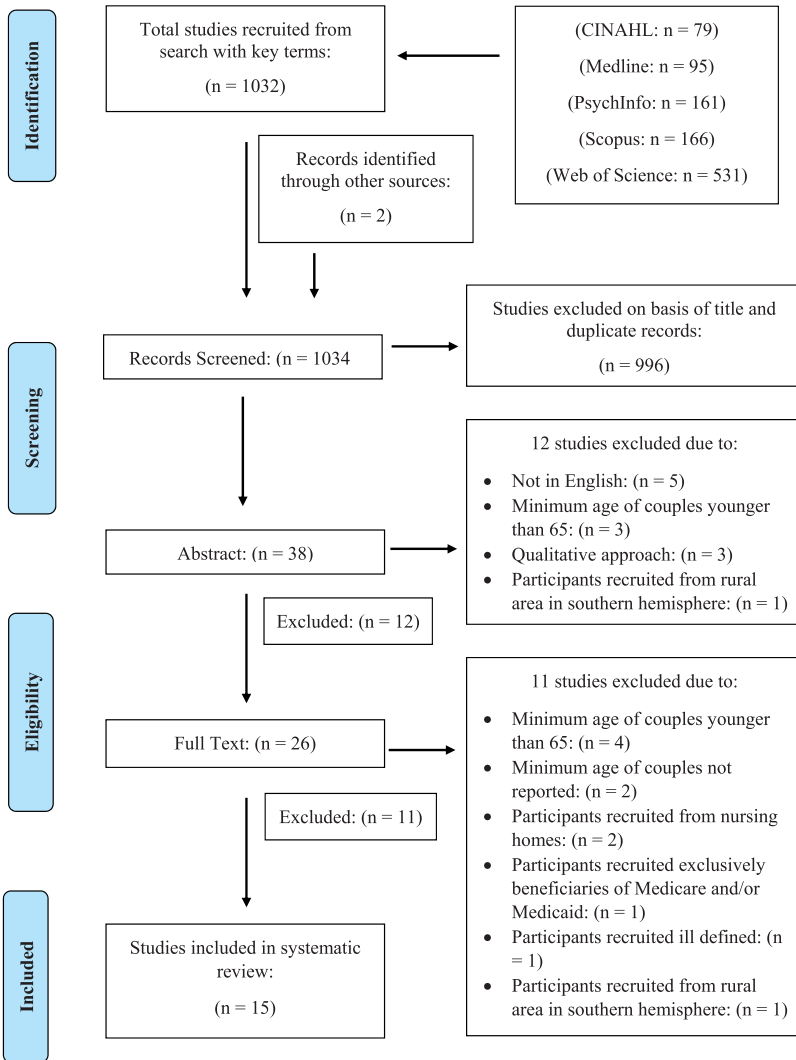 Identification
Total studies recruited from
search with key terms:
(n = 1032)
(CINAHL: n = 79)
(Medline: n = 95)
(PsychInfo: n = 161)
(Scopus: n = 166)
(Web of Science: n = 531)
Records identified
through other sources:
(n = 2)
Screening
Records Screened: (n = 1034
Studies excluded on basis of title and
duplicate records:
(n = 996)
Abstract: (n = 38)
12 studies excluded due to:
• Not in English: (n = 5)
• Minimum age of couples younger
than 65: (n = 3)
• Qualitative approach: (n = 3)
• Participants recruited from rural
area in southern hemisphere: (n = 1)
Excluded: (n = 12)
Eligibility
Full Text: (n = 26)
11 studies excluded due to:
• Minimum age of couples younger
than 65: (n = 4)
• Minimum age of couples not
reported: (n = 2)
• Participants recruited from nursing
homes: (n = 2)
• Participants recruited exclusively
beneficiaries of Medicare and/or
Medicaid: (n = 1)
• Participants recruited ill defined: (n
= 1)
• Participants recruited from rural
area in southern hemisphere: (n = 1)
Excluded: (n = 11)
Included
Studies included in systematic
review:
(n = 15)